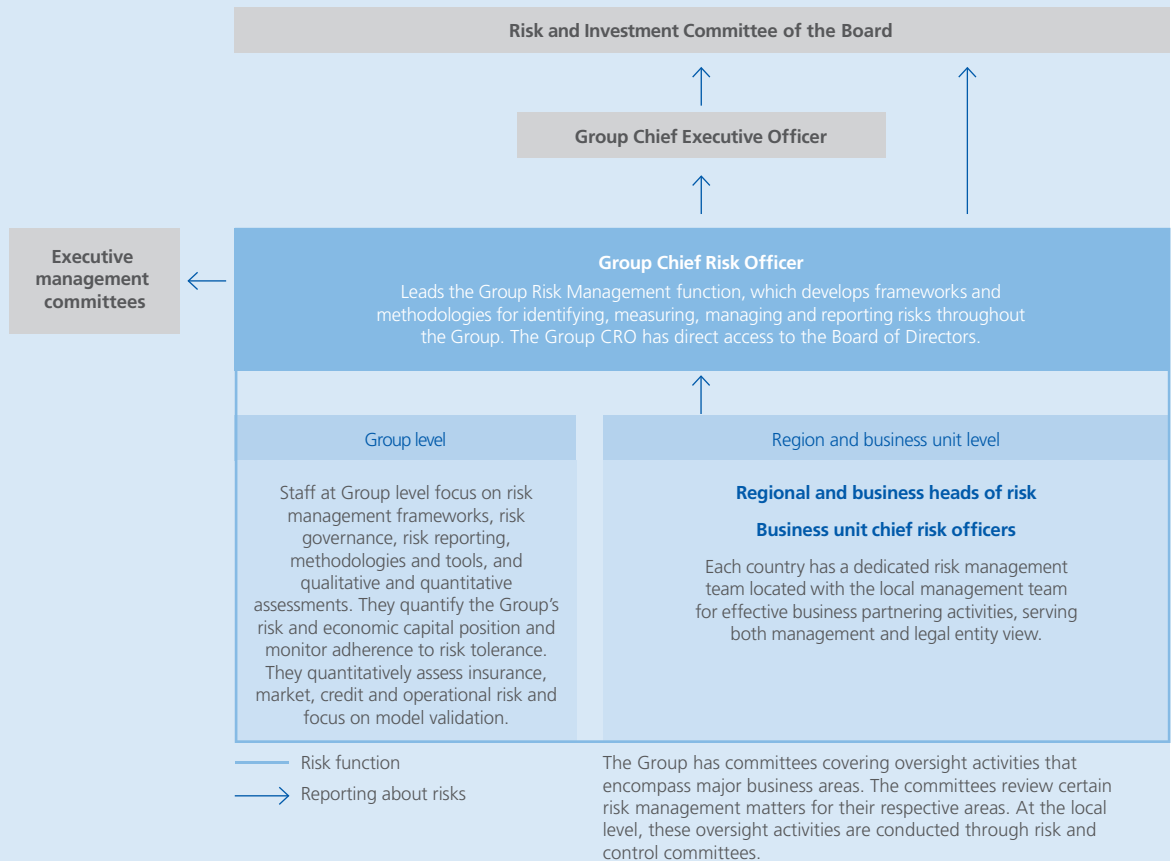 Risk and Investment Committee of the Board
Group Chief Executive Officer
Executive
management
committees
Group Chief Risk Officer
Leads the Group Risk Management function, which develops frameworks and
methodologies for identifying, measuring, managing and reporting risks throughout
the Group. The Group CRO has direct access to the Board of Directors.
Group level
Staff at Group level focus on risk
management frameworks, risk
governance, risk reporting,
methodologies and tools, and
qualitative and quantitative
assessments. They quantify the Group’s
risk and economic capital position and
monitor adherence to risk tolerance.
They quantitatively assess insurance,
market, credit and operational risk and
focus on model validation.
Region and business unit level
Regional and business heads of risk
Business unit chief risk officers
Each country has a dedicated risk management
team located with the local management team
for effective business partnering activities, serving
both management and legal entity view.
Risk function
Reporting about risks
The Group has committees covering oversight activities that
encompass major business areas. The committees review certain
risk management matters for their respective areas. At the local
level, these oversight activities are conducted through risk and
control committees.